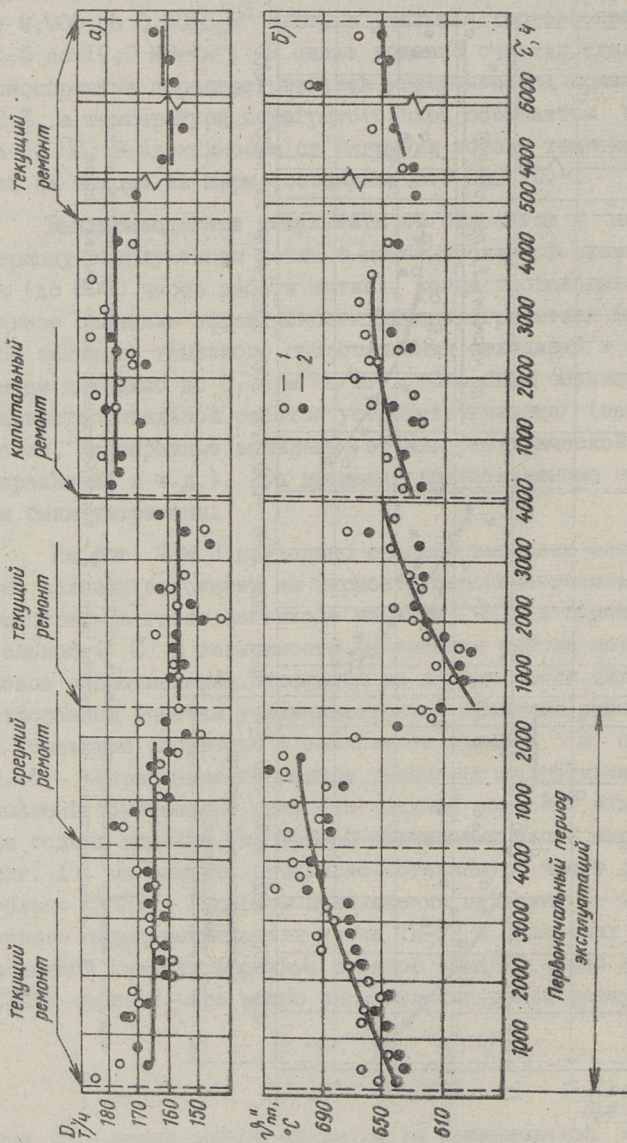 текущий
ремонт
средний
ремонт
текущий
ремонт
капитальный
ремонт
текущий
ремонт
D,
т/ч
180
170
160
150
а)
ϑ"пп,
°С
690
650
610
б)
○ — 1
● — 2
1000
2000
3000
4000
1000
2000
1000
2000
3000
4000
1000
2000
3000
4000
500
4000
6000
τ, ч
Первоначальный период
эксплуатаций